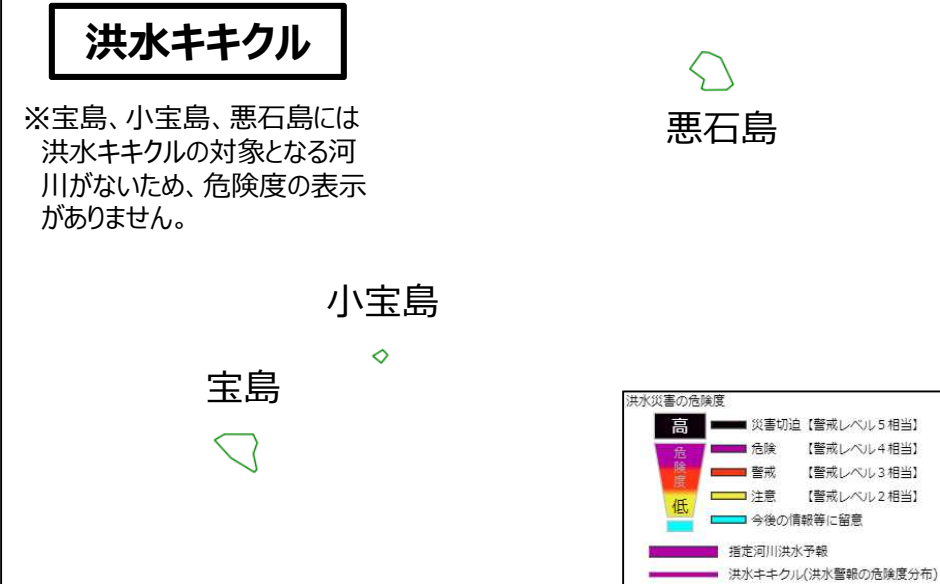 洪水キキクル
※宝島、小宝島、悪石島には
洪水キキクルの対象となる河
川がないため、危険度の表示
がありません。
悪石島
小宝島
宝島
洪水災害の危険度
高
危険度
低
災害切迫【警戒レベル5相当】
危険 【警戒レベル4相当】
警戒 【警戒レベル3相当】
注意 【警戒レベル2相当】
今後の情報等に留意
指定河川洪水予報
洪水キキクル(洪水警報の危険度分布)